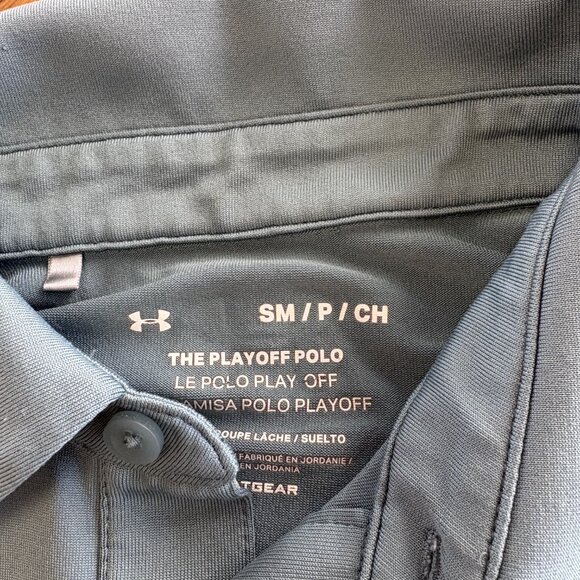 SM / P / CH
THE PLAYOFF POLO
LE POLO PLAY OFF
AMISA POLO PLAYOFF
OUPE LÂCHE / SUELTO
FABRIQUÉ EN JORDANIE /
EN JORDANIA
TGEAR